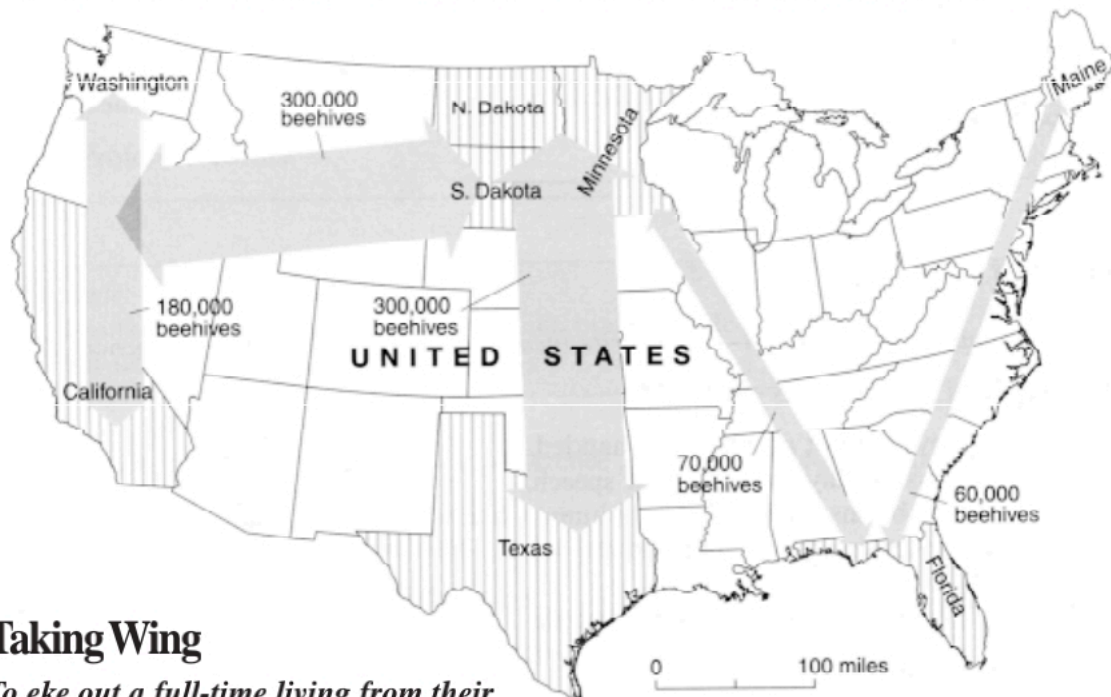 Washington
300.000
beehives
N. Dakota
Minnesota
Maine
S. Dakota
180,000
beehives
300,000
beehives
UNITED STATES
California
70,000
beehives
60,000
beehives
Texas
Florida
Taking Wing
0 100 miles
To eke out a full-time living from their